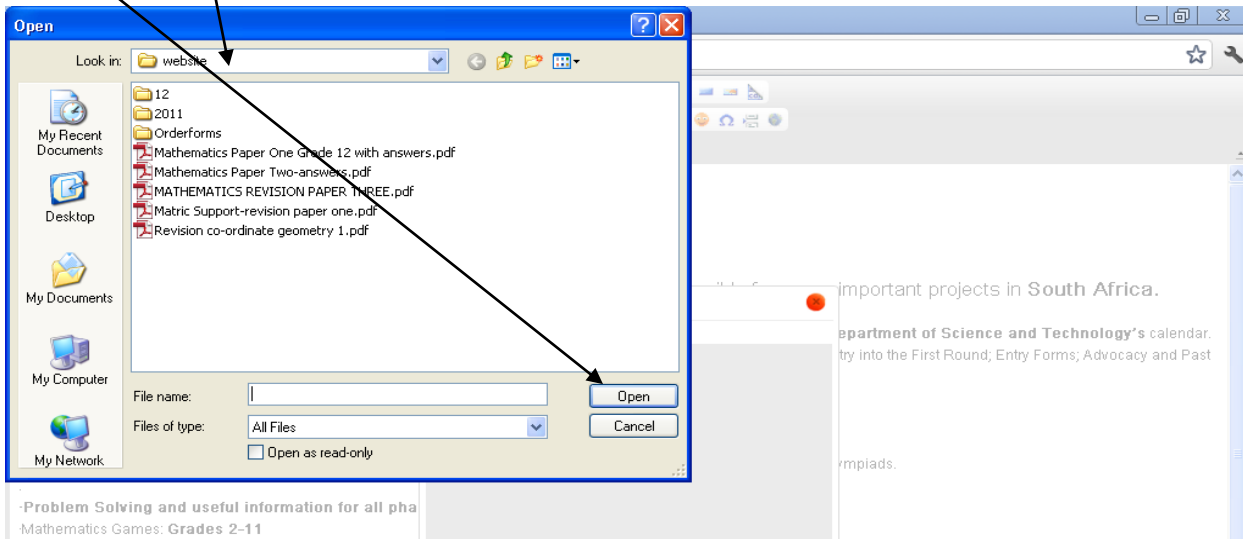 Open
Look in:
website
My Recent
Documents
Desktop
My Documents
My Computer
My Network
12
2011
Orderforms
Mathematics Paper One Grade 12 with answers.pdf
Mathematics Paper Two-answers.pdf
MATHEMATICS REVISION PAPER THREE.pdf
Matric Support-revision paper one.pdf
Revision co-ordinate geometry 1.pdf
File name:
Open
Files of type:
All Files
Cancel
Open as read-only
important projects in South Africa.
epartment of Science and Technology's calendar.
try into the First Round; Entry Forms; Advocacy and Past
ympiads.
·Problem Solving and useful information for all pha
·Mathematics Games: Grades 2-11